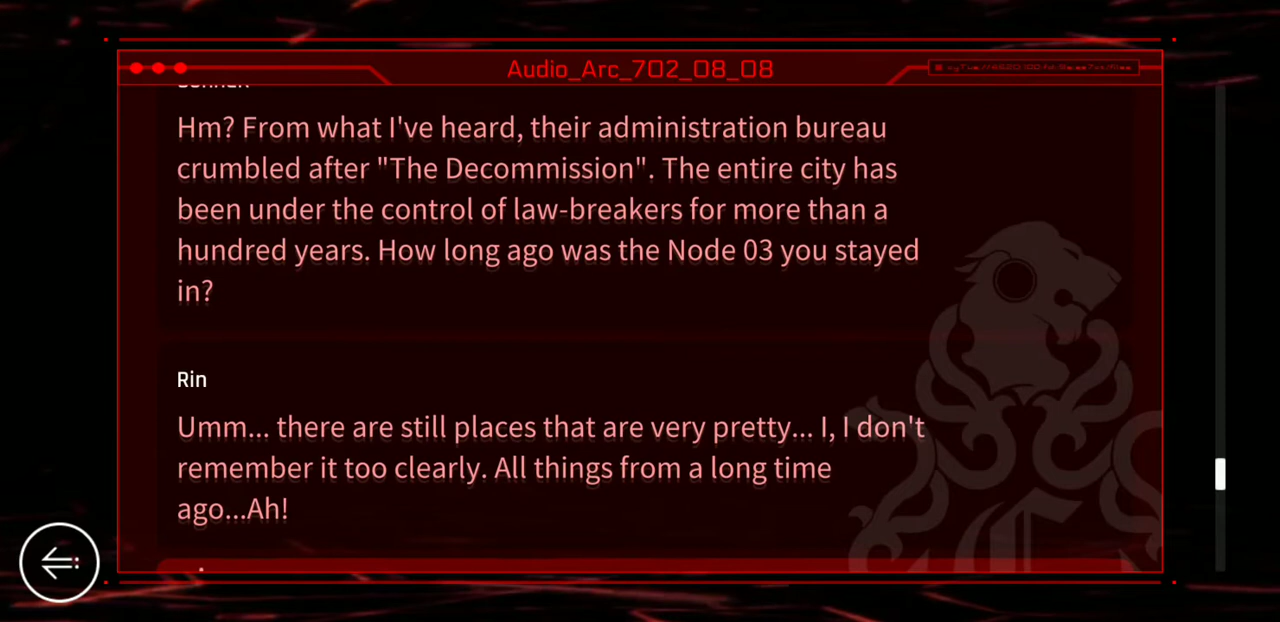 Audio_Arc_702_08_08
Hm? From what I've heard, their administration bureau
crumbled after "The Decommission". The entire city has
been under the control of law-breakers for more than a
hundred years. How long ago was the Node 03 you stayed
in?
Rin
Umm... there are still places that are very pretty... I, I don't
remember it too clearly. All things from a long time
ago...Ah!